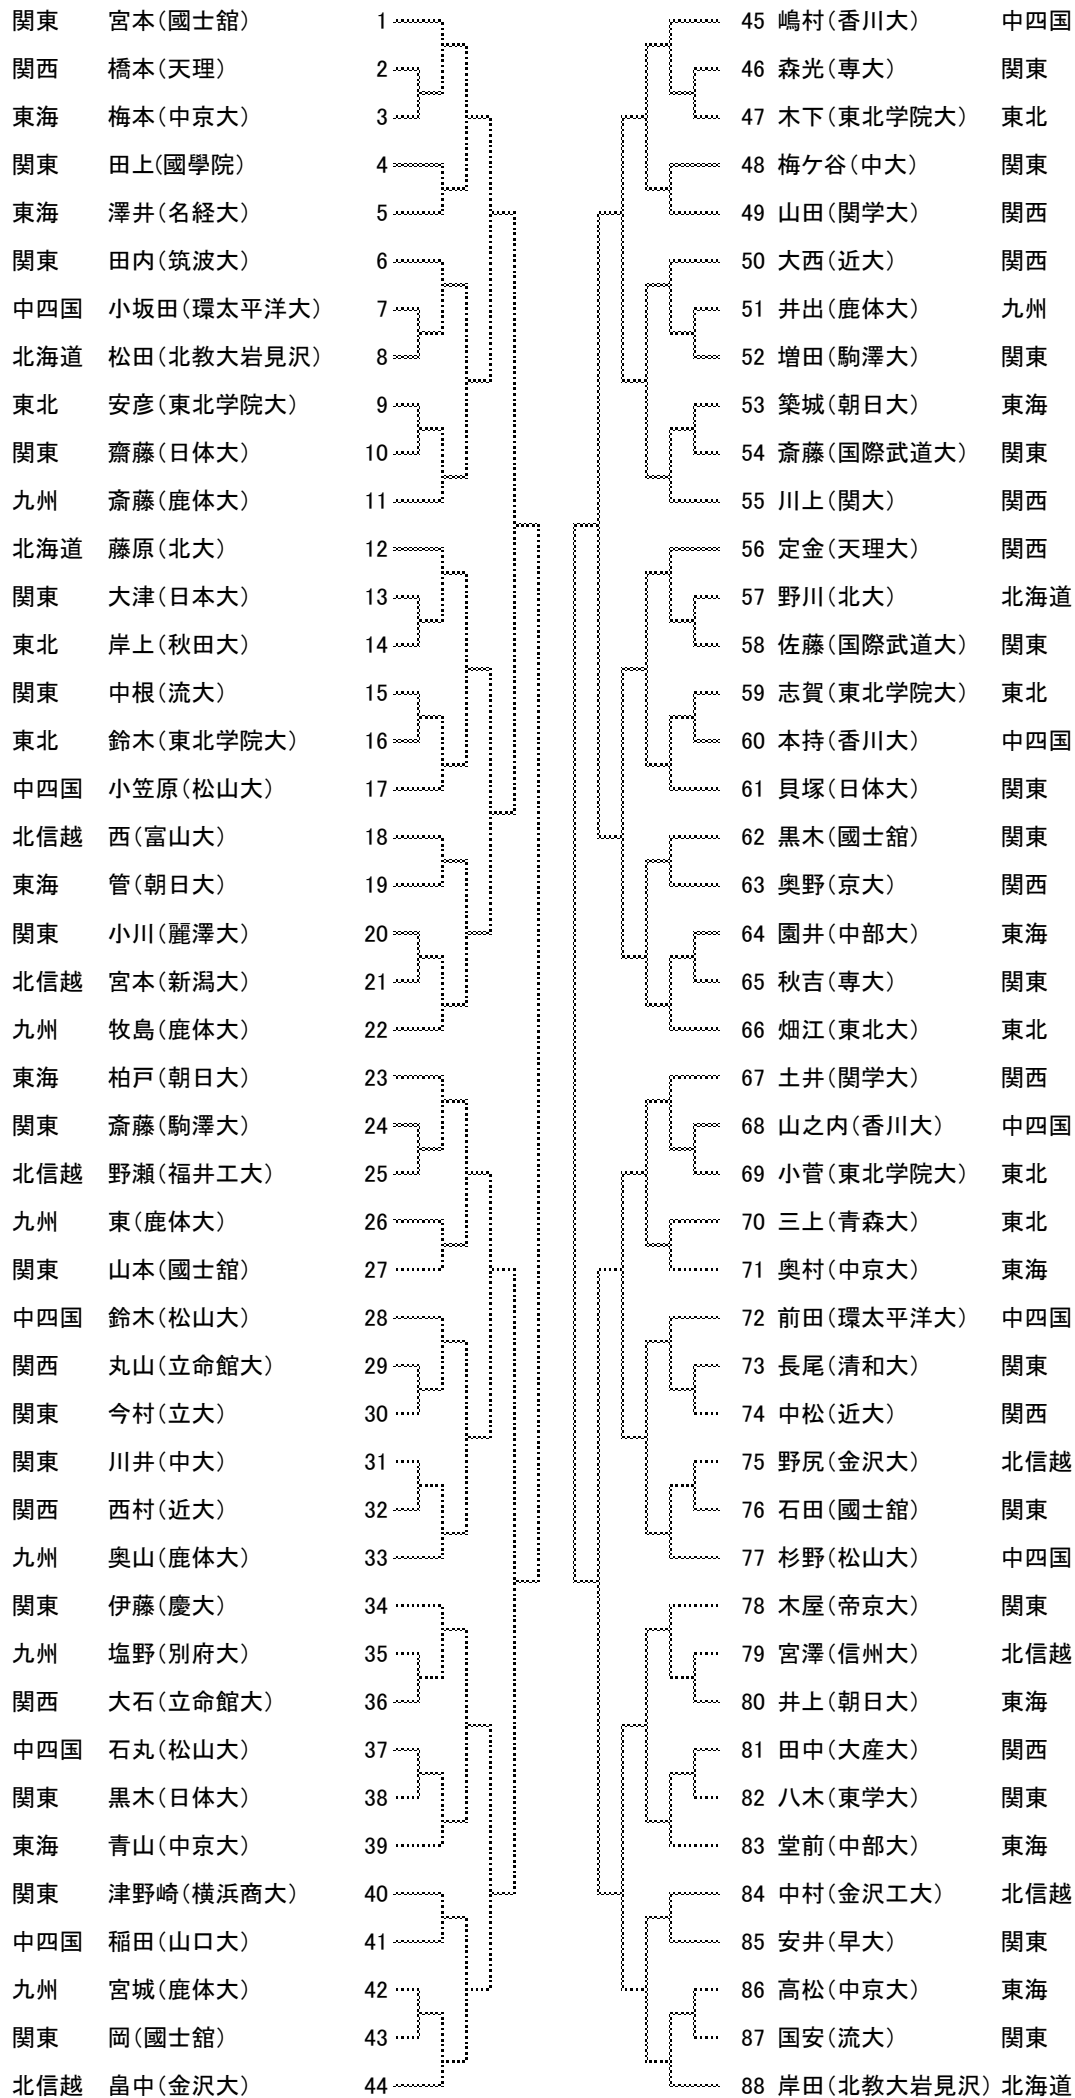 関東 宮本(國士舘) 1
関西 橋本(天理) 2
東海 梅本(中京大) 3
関東 田上(國學院) 4
東海 澤井(名経大) 5
関東 田内(筑波大) 6
中四国 小坂田(環太平洋大) 7
北海道 松田(北教大岩見沢) 8
東北 安彦(東北学院大) 9
関東 齋藤(日体大) 10
九州 斎藤(鹿体大) 11
北海道 藤原(北大) 12
関東 大津(日本大) 13
東北 岸上(秋田大) 14
関東 中根(流大) 15
東北 鈴木(東北学院大) 16
中四国 小笠原(松山大) 17
北信越 西(富山大) 18
東海 管(朝日大) 19
関東 小川(麗澤大) 20
北信越 宮本(新潟大) 21
九州 牧島(鹿体大) 22
東海 柏戸(朝日大) 23
関東 斎藤(駒澤大) 24
北信越 野瀬(福井工大) 25
九州 東(鹿体大) 26
関東 山本(國士舘) 27
中四国 鈴木(松山大) 28
関西 丸山(立命館大) 29
関東 今村(立大) 30
関東 川井(中大) 31
関西 西村(近大) 32
九州 奥山(鹿体大) 33
関東 伊藤(慶大) 34
九州 塩野(別府大) 35
関西 大石(立命館大) 36
中四国 石丸(松山大) 37
関東 黒木(日体大) 38
東海 青山(中京大) 39
関東 津野崎(横浜商大) 40
中四国 稲田(山口大) 41
九州 宮城(鹿体大) 42
関東 岡(國士舘) 43
北信越 畠中(金沢大) 44
45 嶋村(香川大) 中四国
46 森光(専大) 関東
47 木下(東北学院大) 東北
48 梅ケ谷(中大) 関東
49 山田(関学大) 関西
50 大西(近大) 関西
51 井出(鹿体大) 九州
52 増田(駒澤大) 関東
53 築城(朝日大) 東海
54 斎藤(国際武道大) 関東
55 川上(関大) 関西
56 定金(天理大) 関西
57 野川(北大) 北海道
58 佐藤(国際武道大) 関東
59 志賀(東北学院大) 東北
60 本持(香川大) 中四国
61 貝塚(日体大) 関東
62 黒木(國士舘) 関東
63 奥野(京大) 関西
64 園井(中部大) 東海
65 秋吉(専大) 関東
66 畑江(東北大) 東北
67 土井(関学大) 関西
68 山之内(香川大) 中四国
69 小菅(東北学院大) 東北
70 三上(青森大) 東北
71 奥村(中京大) 東海
72 前田(環太平洋大) 中四国
73 長尾(清和大) 関東
74 中松(近大) 関西
75 野尻(金沢大) 北信越
76 石田(國士舘) 関東
77 杉野(松山大) 中四国
78 木屋(帝京大) 関東
79 宮澤(信州大) 北信越
80 井上(朝日大) 東海
81 田中(大産大) 関西
82 八木(東学大) 関東
83 堂前(中部大) 東海
84 中村(金沢工大) 北信越
85 安井(早大) 関東
86 高松(中京大) 東海
87 国安(流大) 関東
88 岸田(北教大岩見沢) 北海道